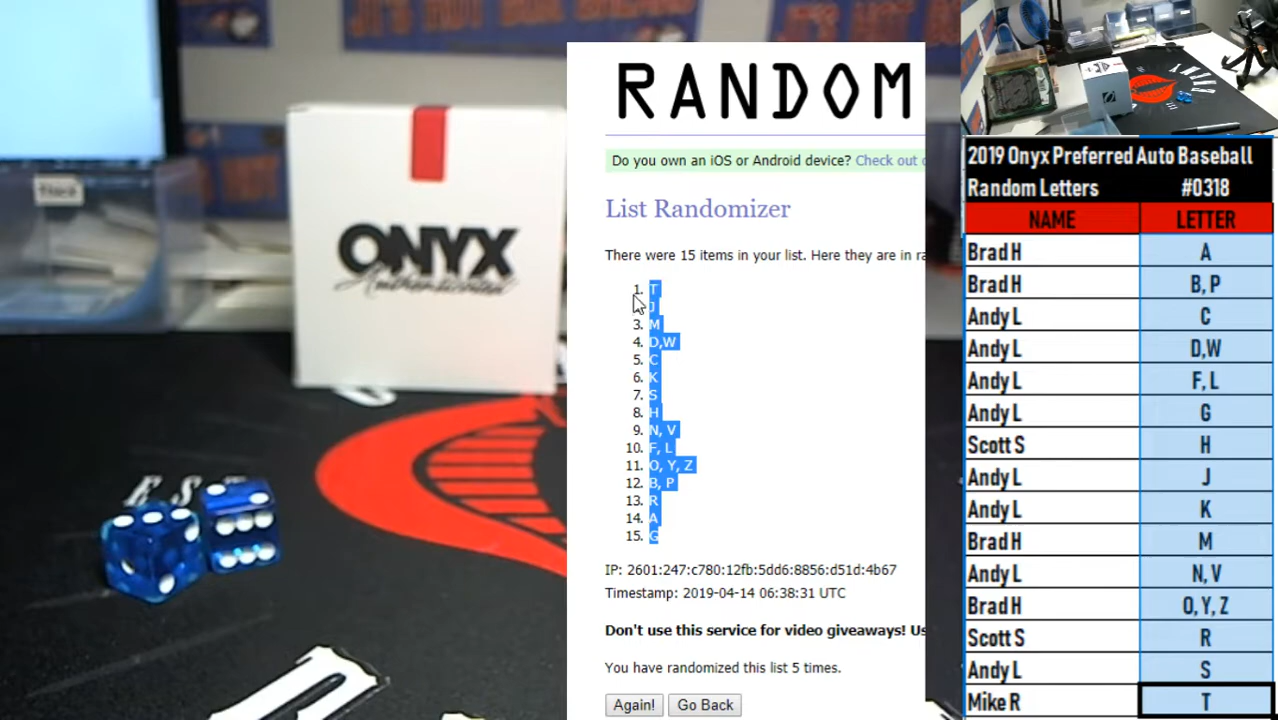 JI'S HOT BOX BREAKS
ONYX
Authenticated
RANDOM
Do you own an iOS or Android device? Check out
List Randomizer
There were 15 items in your list. Here they are in ra
1. T
J
3. M
4. D,W
5. C
6. K
7. S
8. H
9. N, V
10. F, L
11. O, Y, Z
12. B, P
13. R
14. A
15. G
IP: 2601:247:c780:12fb:5dd6:8856:d51d:4b67
Timestamp: 2019-04-14 06:38:31 UTC
Don't use this service for video giveaways! Us
You have randomized this list 5 times.
Again! Go Back
2019 Onyx Preferred Auto Baseball
Random Letters #0318
NAME LETTER
Brad H A
Brad H B, P
Andy L C
Andy L D,W
Andy L F, L
Andy L G
Scott S H
Andy L J
Andy L K
Brad H M
Andy L N, V
Brad H O, Y, Z
Scott S R
Andy L S
Mike R T